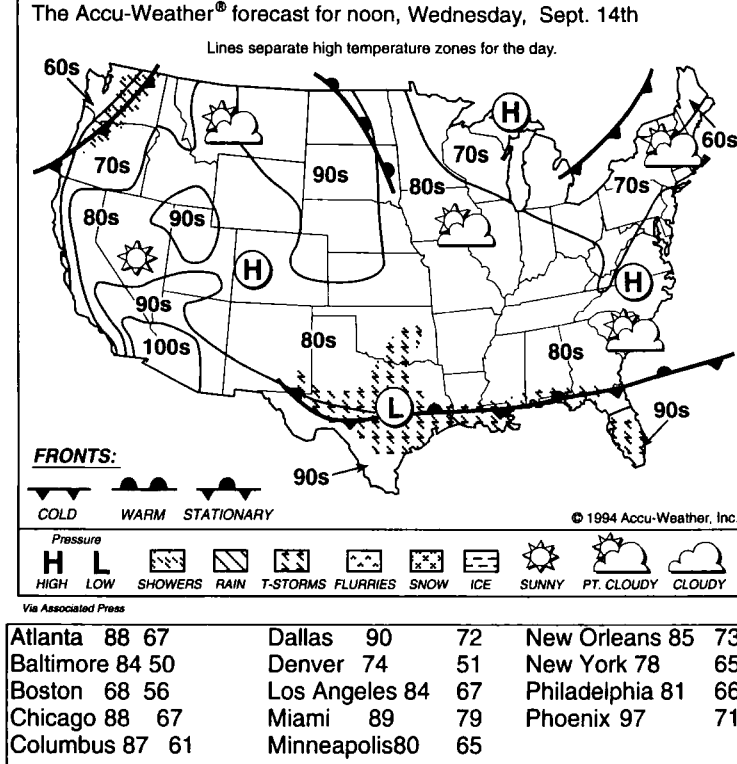 The Accu-Weather® forecast for noon, Wednesday, Sept. 14th
Lines separate high temperature zones for the day.
60s
H
70s
60s
70s
90s
80s
70s
80s
90s
H
H
90s
100s
80s
80s
L
90s
90s
FRONTS:
COLD WARM STATIONARY
© 1994 Accu-Weather, Inc.
Pressure
H L
HIGH LOW SHOWERS RAIN T-STORMS FLURRIES SNOW ICE SUNNY PT. CLOUDY CLOUDY
Via Associated Press
Atlanta 88 67 Dallas 90 72 New Orleans 85 73
Baltimore 84 50 Denver 74 51 New York 78 65
Boston 68 56 Los Angeles 84 67 Philadelphia 81 66
Chicago 88 67 Miami 89 79 Phoenix 97 71
Columbus 87 61 Minneapolis80 65